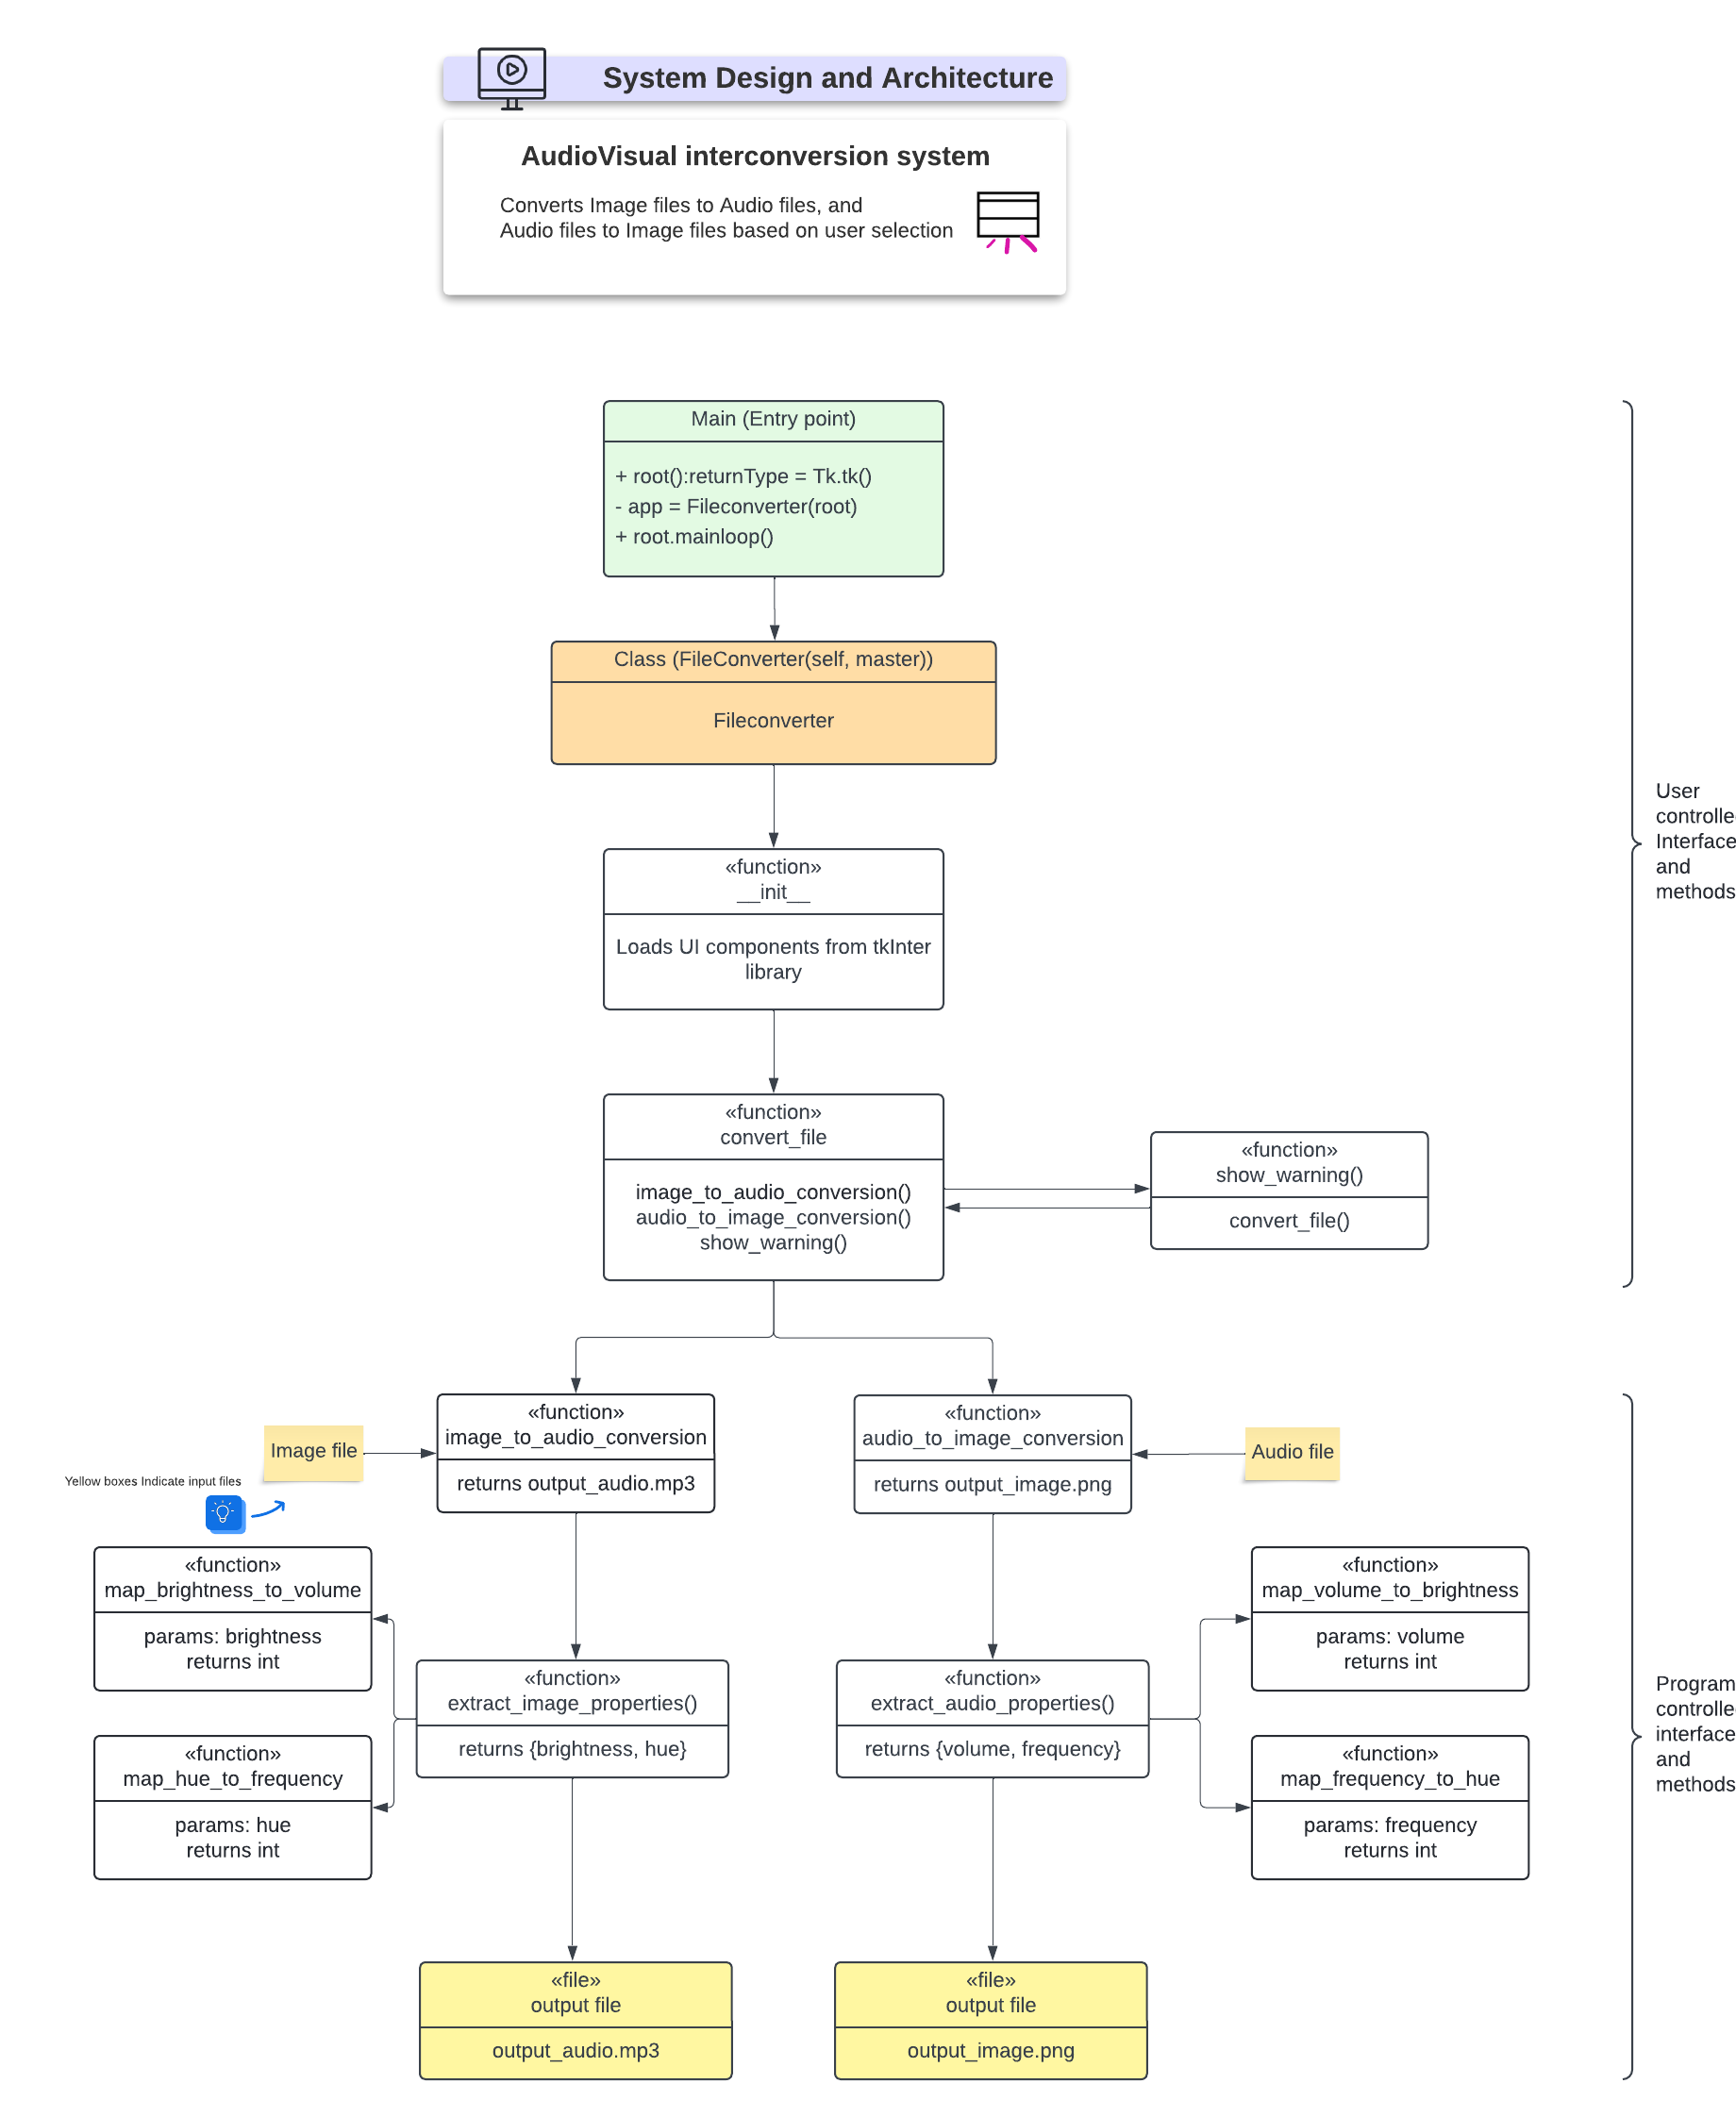 System Design and Architecture
AudioVisual interconversion system
Converts Image files to Audio files, and
Audio files to Image files based on user selection
Main (Entry point)
+ root():returnType = Tk.tk()
- app = Fileconverter(root)
+ root.mainloop()
Class (FileConverter(self, master))
Fileconverter
«function»
__init__
Loads UI components from tkInter
library
User
controlle
Interface
and
methods
«function»
convert_file
image_to_audio_conversion()
audio_to_image_conversion()
show_warning()
«function»
show_warning()
convert_file()
Image file
«function»
image_to_audio_conversion
returns output_audio.mp3
«function»
audio_to_image_conversion
returns output_image.png
Audio file
Yellow boxes Indicate input files
«function»
map_brightness_to_volume
params: brightness
returns int
«function»
map_volume_to_brightness
params: volume
returns int
«function»
extract_image_properties()
returns {brightness, hue}
«function»
extract_audio_properties()
returns {volume, frequency}
Program
controlle
interface
and
methods
«function»
map_hue_to_frequency
params: hue
returns int
«function»
map_frequency_to_hue
params: frequency
returns int
«file»
output file
output_audio.mp3
«file»
output file
output_image.png